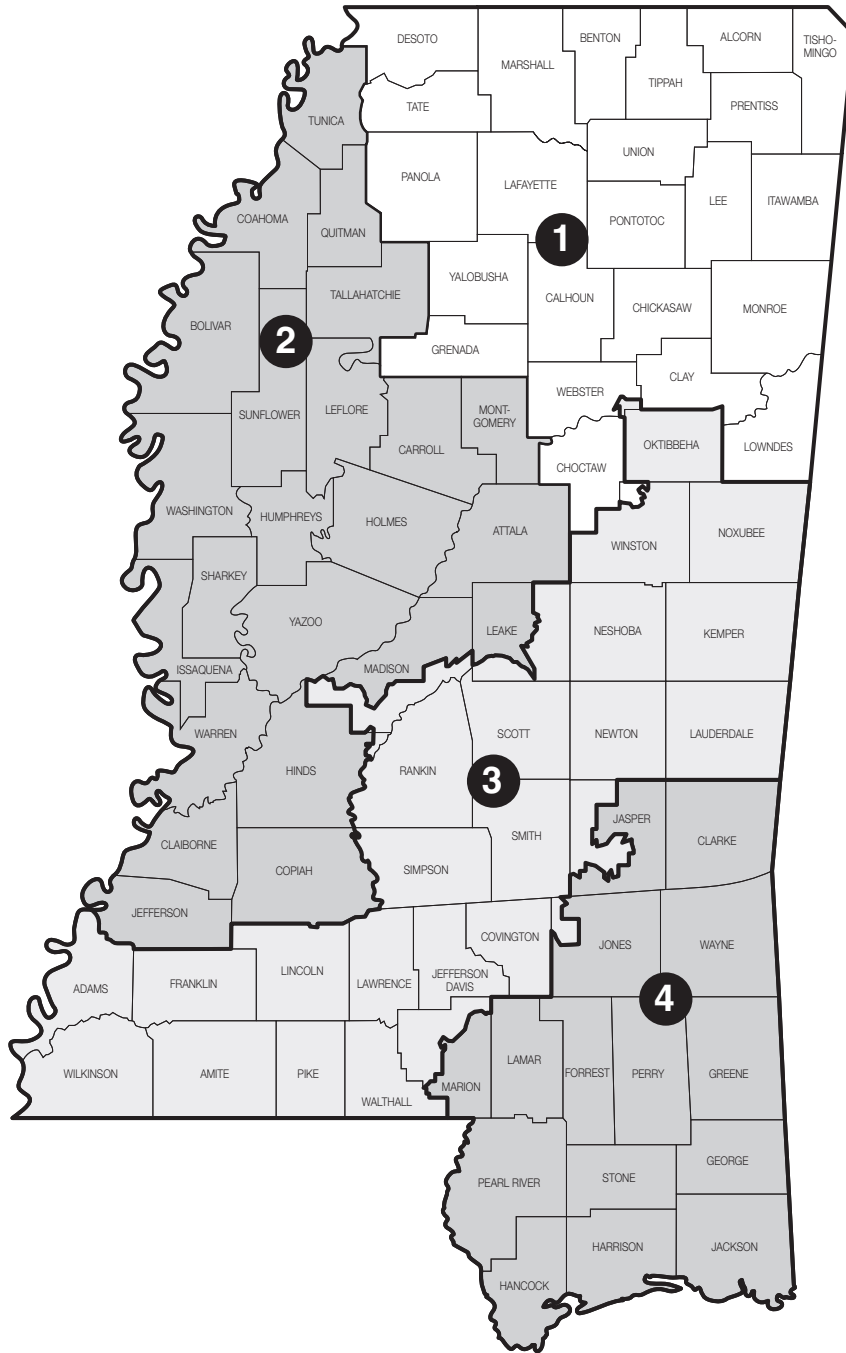 DESOTO
BENTON
ALCORN
TISHO-
MINGO
MARSHALL
TIPPAH
TATE
PRENTISS
TUNICA
UNION
PANOLA
LAFAYETTE
LEE
ITAWAMBA
COAHOMA
QUITMAN
PONTOTOC
1
YALOBUSHA
TALLAHATCHIE
CALHOUN
CHICKASAW
MONROE
BOLIVAR
2
GRENADA
CLAY
WEBSTER
SUNFLOWER
LEFLORE
MONT-
GOMERY
CARROLL
OKTIBBEHA
LOWNDES
CHOCTAW
WASHINGTON
HUMPHREYS
HOLMES
ATTALA
NOXUBEE
WINSTON
SHARKEY
YAZOO
LEAKE
NESHOBA
KEMPER
ISSAQUENA
MADISON
WARREN
SCOTT
NEWTON
LAUDERDALE
HINDS
RANKIN
3
JASPER
CLAIBORNE
SMITH
CLARKE
COPIAH
SIMPSON
JEFFERSON
COVINGTON
JONES
WAYNE
LINCOLN
JEFFERSON
DAVIS
LAWRENCE
FRANKLIN
ADAMS
4
WILKINSON
AMITE
PIKE
WALTHALL
MARION
LAMAR
FORREST
PERRY
GREENE
GEORGE
PEARL RIVER
STONE
HARRISON
JACKSON
HANCOCK